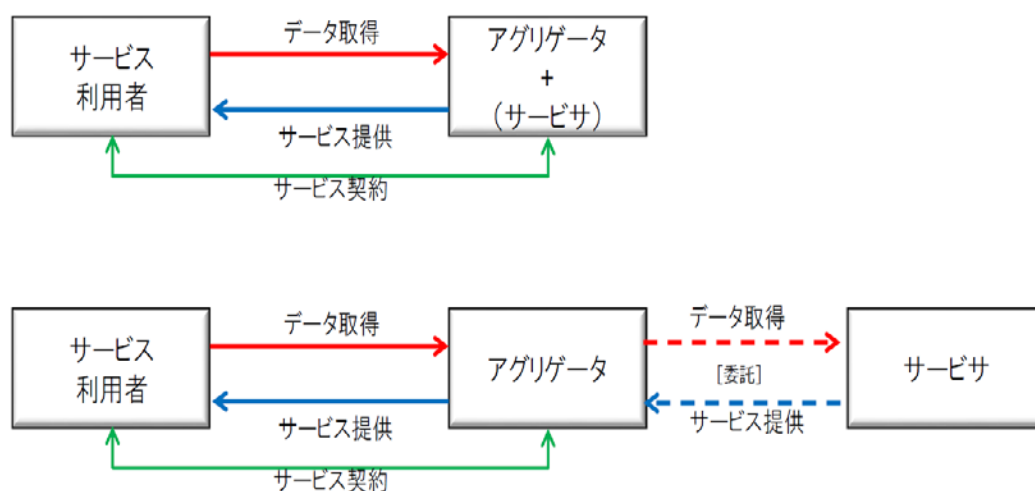 データ取得
サービス
利用者
アグリゲータ
+
(サービサ)
サービス提供
サービス契約
データ取得
データ取得
サービス
利用者
アグリゲータ
[委託]
サービサ
サービス提供
サービス提供
サービス契約